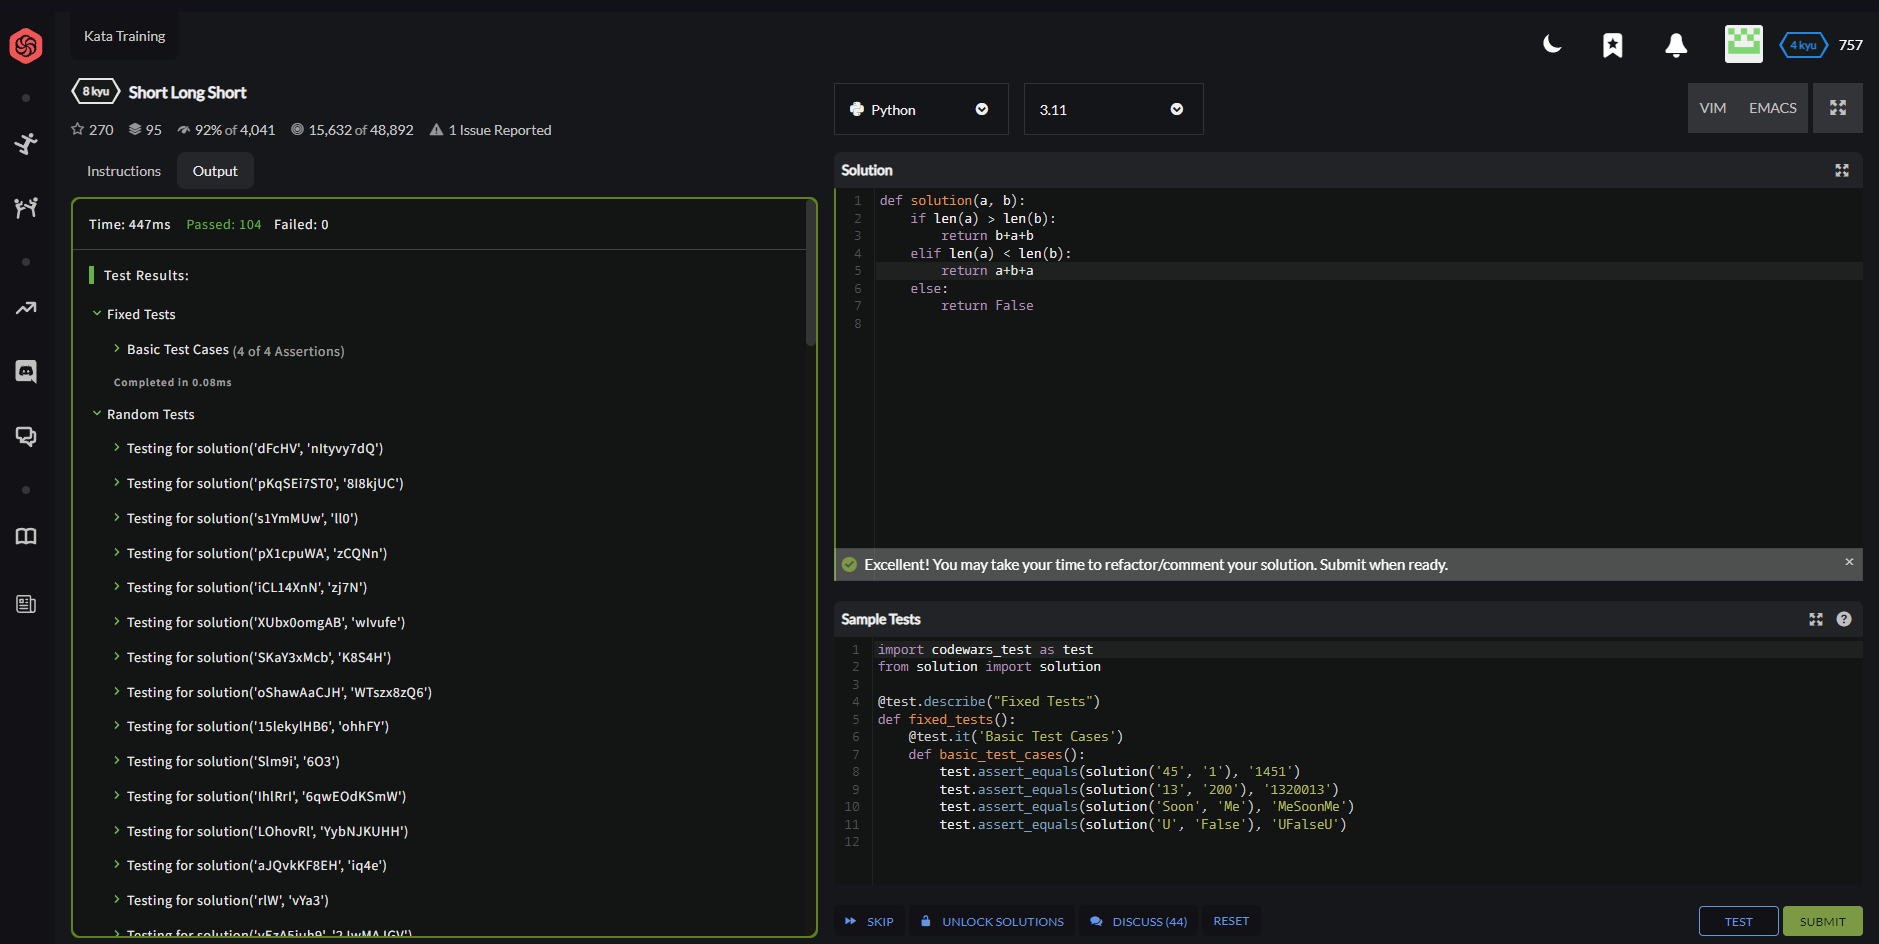 Kata Training
4 kyu 757
8 kyu Short Long Short
270 95 92% of 4,041 15,632 of 48,892 1 Issue Reported
Instructions Output
Time: 447ms Passed: 104 Failed: 0
Test Results:
Fixed Tests
Basic Test Cases (4 of 4 Assertions)
Completed in 0.08ms
Random Tests
Testing for solution('dFcHV', 'nItyvy7dQ')
Testing for solution('pKqSEi7ST0', '8I8kjUC')
Testing for solution('s1YmMUw', 'll0')
Testing for solution('pX1cpuWA', 'zCQNn')
Testing for solution('iCL14XnN', 'zj7N')
Testing for solution('XUbx0omgAB', 'wIvufe')
Testing for solution('SKaY3xMcb', 'K8S4H')
Testing for solution('oShawAaCJH', 'WTszx8zQ6')
Testing for solution('15lekylHB6', 'ohhFY')
Testing for solution('Slm9i', '6O3')
Testing for solution('IhlRrI', '6qwEOdKSmW')
Testing for solution('LOhovRl', 'YybNJKUHH')
Testing for solution('aJQvkKF8EH', 'iq4e')
Testing for solution('rlW', 'vYa3')
Python 3.11
VIM EMACS
Solution
1 def solution(a, b):
2 if len(a) > len(b):
3 return b+a+b
4 elif len(a) < len(b):
5 return a+b+a
6 else:
7 return False
8
Excellent! You may take your time to refactor/comment your solution. Submit when ready. ×
Sample Tests ?
1 import codewars_test as test
2 from solution import solution
3
4 @test.describe("Fixed Tests")
5 def fixed_tests():
6 @test.it('Basic Test Cases')
7 def basic_test_cases():
8 test.assert_equals(solution('45', '1'), '1451')
9 test.assert_equals(solution('13', '200'), '1320013')
10 test.assert_equals(solution('Soon', 'Me'), 'MeSoonMe')
11 test.assert_equals(solution('U', 'False'), 'UFalseU')
12
SKIP UNLOCK SOLUTIONS DISCUSS (44) RESET TEST SUBMIT